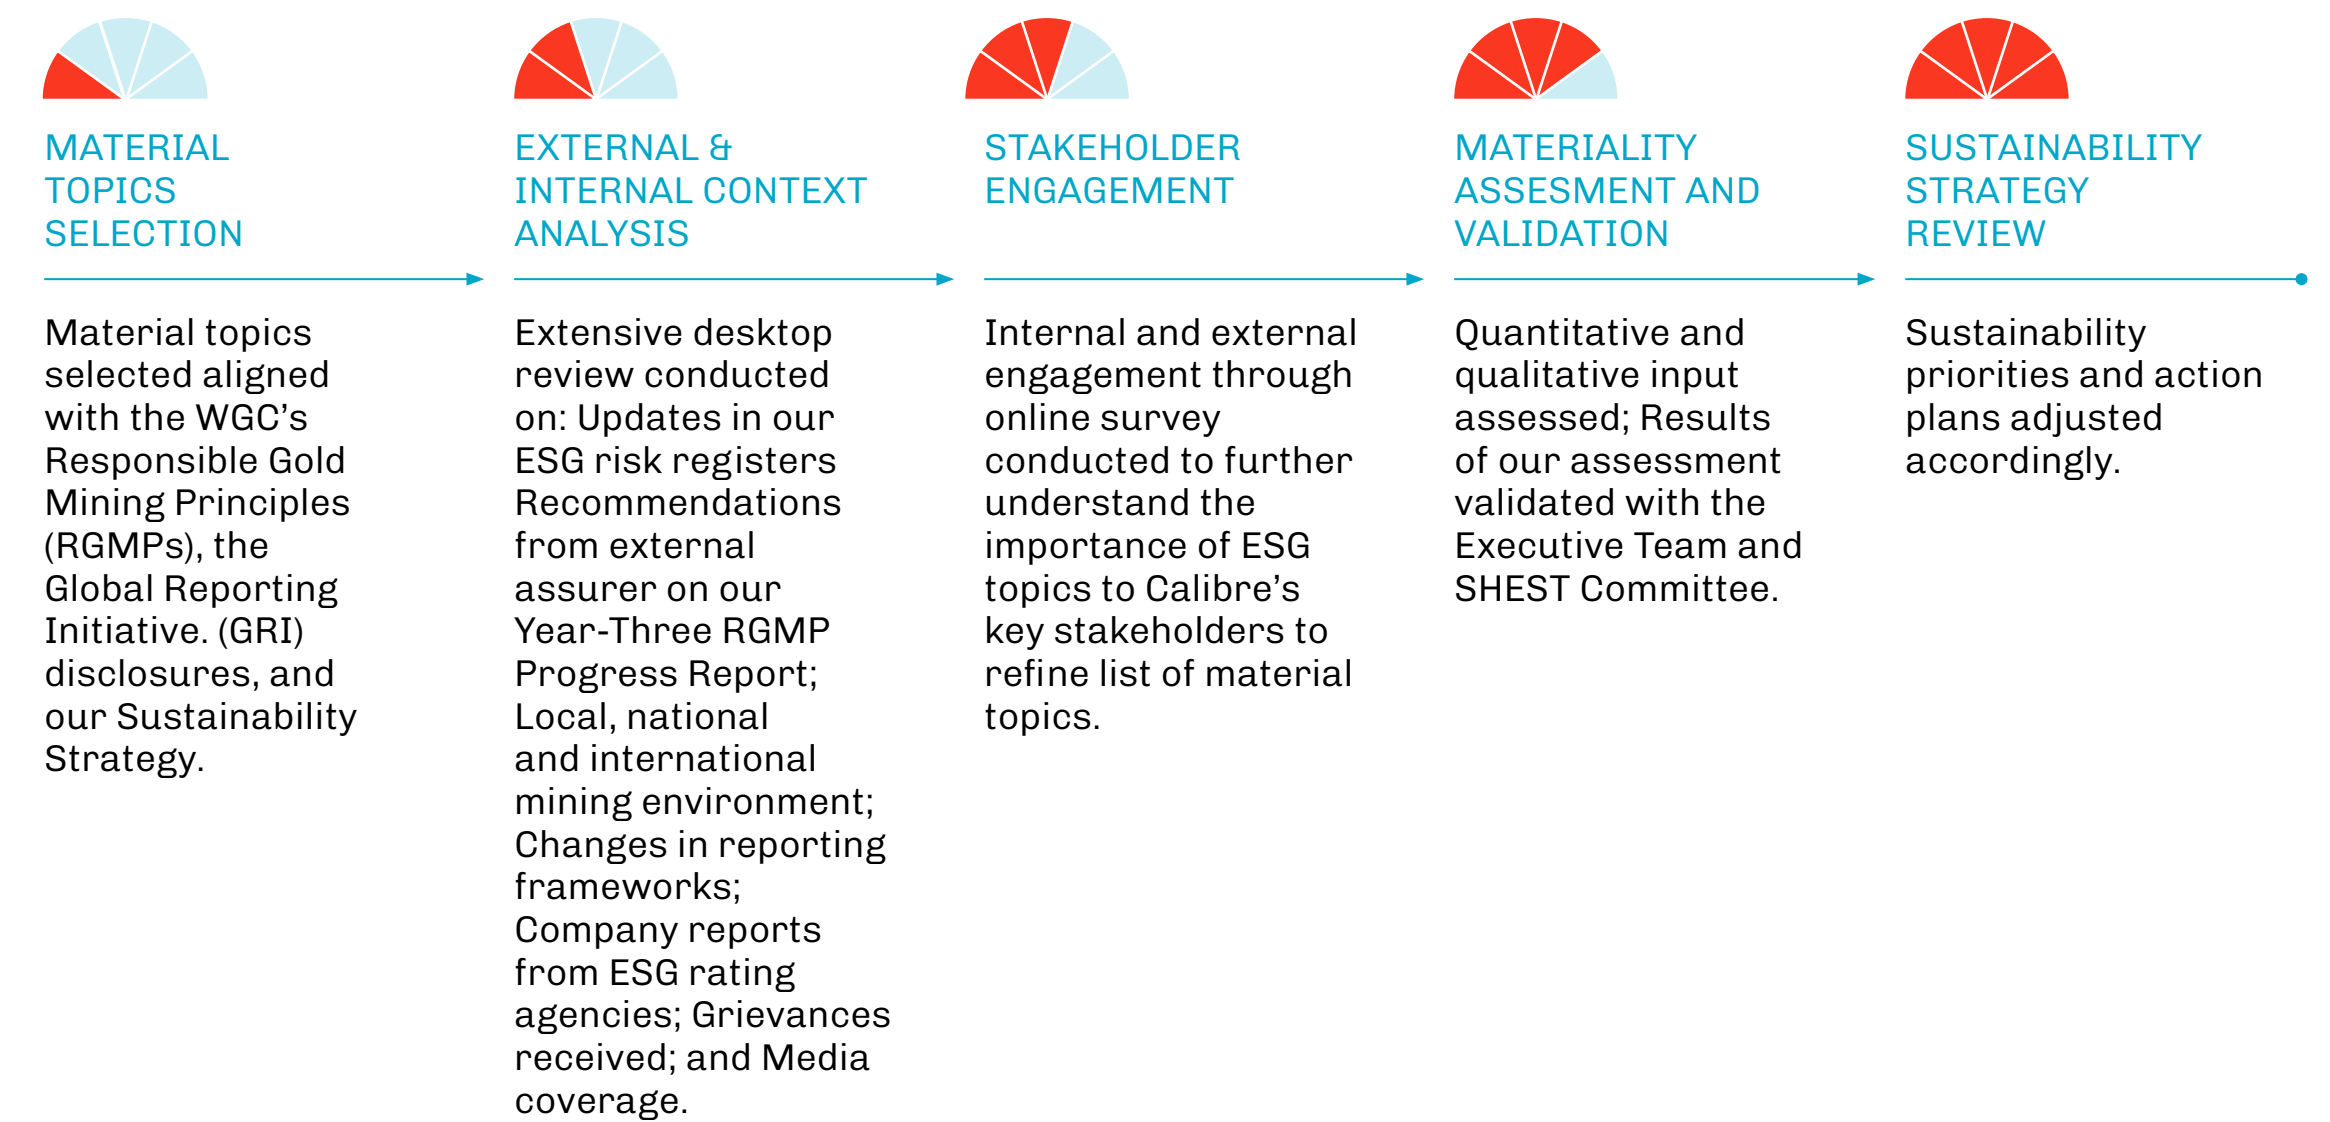 MATERIAL
TOPICS
SELECTION
Material topics
selected aligned
with the WGC's
Responsible Gold
Mining Principles
(RGMPs), the
Global Reporting
Initiative. (GRI)
disclosures, and
our Sustainability
Strategy.
EXTERNAL &
INTERNAL CONTEXT
ANALYSIS
Extensive desktop
review conducted
on: Updates in our
ESG risk registers
Recommendations
from external
assurer on our
Year-Three RGMP
Progress Report;
Local, national
and international
mining environment;
Changes in reporting
frameworks;
Company reports
from ESG rating
agencies; Grievances
received; and Media
coverage.
STAKEHOLDER
ENGAGEMENT
Internal and external
engagement through
online survey
conducted to further
understand the
importance of ESG
topics to Calibre's
key stakeholders to
refine list of material
topics.
MATERIALITY
ASSESMENT AND
VALIDATION
Quantitative and
qualitative input
assessed; Results
of our assessment
validated with the
Executive Team and
SHEST Committee.
SUSTAINABILITY
STRATEGY
REVIEW
Sustainability
priorities and action
plans adjusted
accordingly.